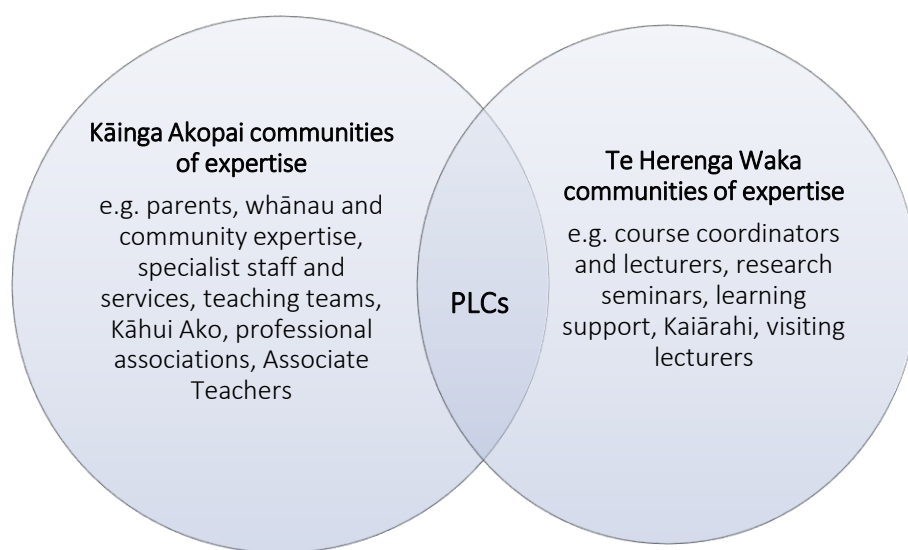 Kāinga Akopai communities
of expertise
e.g. parents, whānau and
community expertise,
specialist staff and
services, teaching teams,
Kāhui Ako, professional
associations, Associate
Teachers
PLCs
Te Herenga Waka
communities of expertise
e.g. course coordinators
and lecturers, research
seminars, learning
support, Kaiārahi, visiting
lecturers